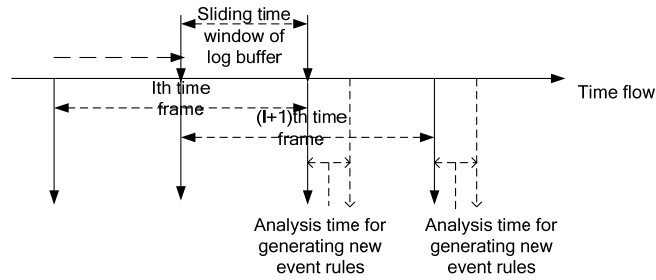 Sliding time
window of
log buffer
Time flow
Ith time
frame
(I+1)th time
frame
Analysis time for
generating new
event rules
Analysis time for
generating new
event rules